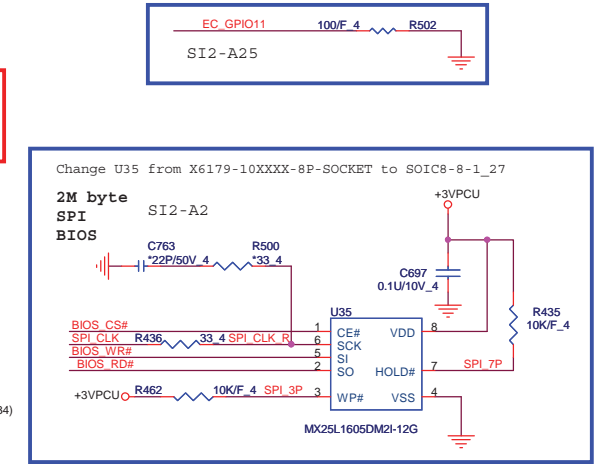 EC_GPIO11 100/F_4 R502
SI2-A25
Change U35 from X6179-10XXXX-8P-SOCKET to SOIC8-8-1_27
2M byte
SPI
BIOS
SI2-A2
+3VPCU
C763
*22P/50V_4
R500
*33_4
C697
0.1U/10V_4
R435
10K/F_4
U35
BIOS_CS# 1 CE# VDD 8
SPI_CLK R436 33_4 SPI_CLK_R 6 SCK
BIOS_WR# 5 SI
BIOS_RD# 2 SO HOLD# 7 SPI_7P
+3VPCU R462 10K/F_4 SPI_3P 3 WP# VSS 4
MX25L1605DM2I-12G
34)